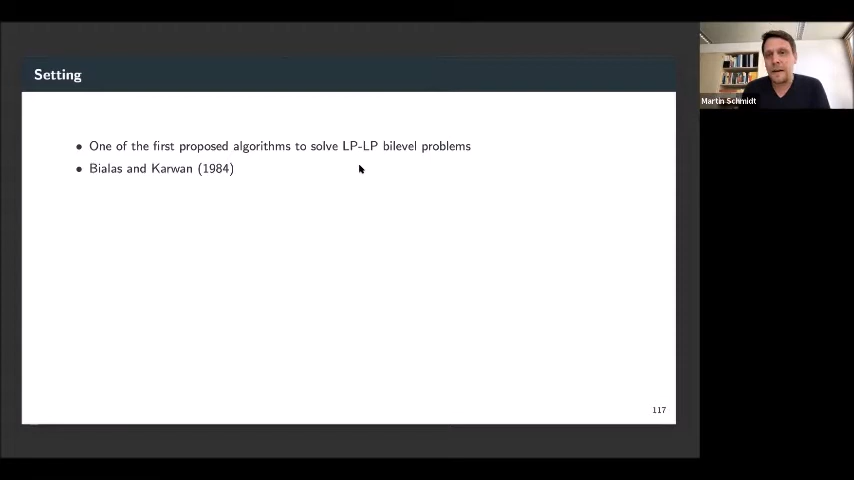 Setting
Martin Schmidt
• One of the first proposed algorithms to solve LP-LP bilevel problems
• Bialas and Karwan (1984)
117